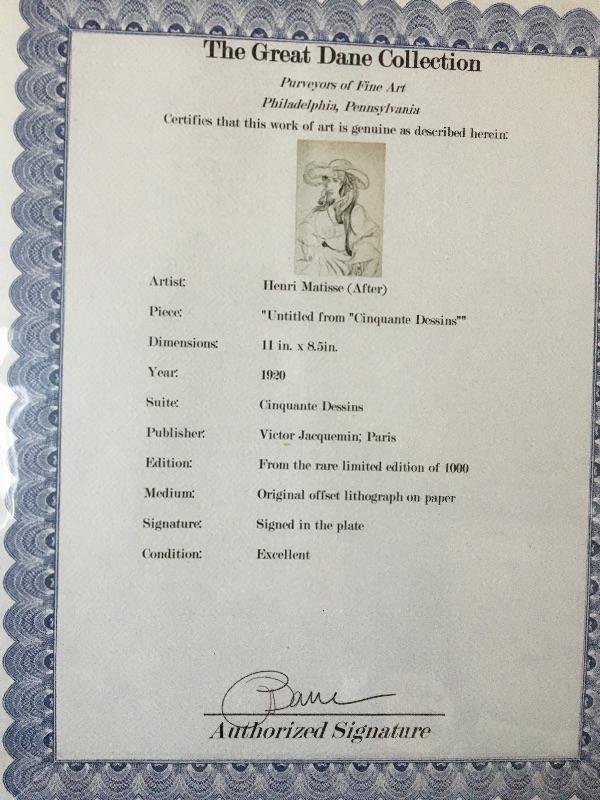 The Great Dane Collection
Purveyors of Fine Art
Philadelphia, Pennsylvania
Certifies that this work of art is genuine as described herein:
Artist: Henri Matisse (After)
Piece: "Untitled from "Cinquante Dessins""
Dimensions: 11 in. x 8.5in.
Year: 1920
Suite: Cinquante Dessins
Publisher: Victor Jacquemin; Paris
Edition: From the rare limited edition of 1000
Medium: Original offset lithograph on paper
Signature: Signed in the plate
Condition: Excellent
Authorized Signature